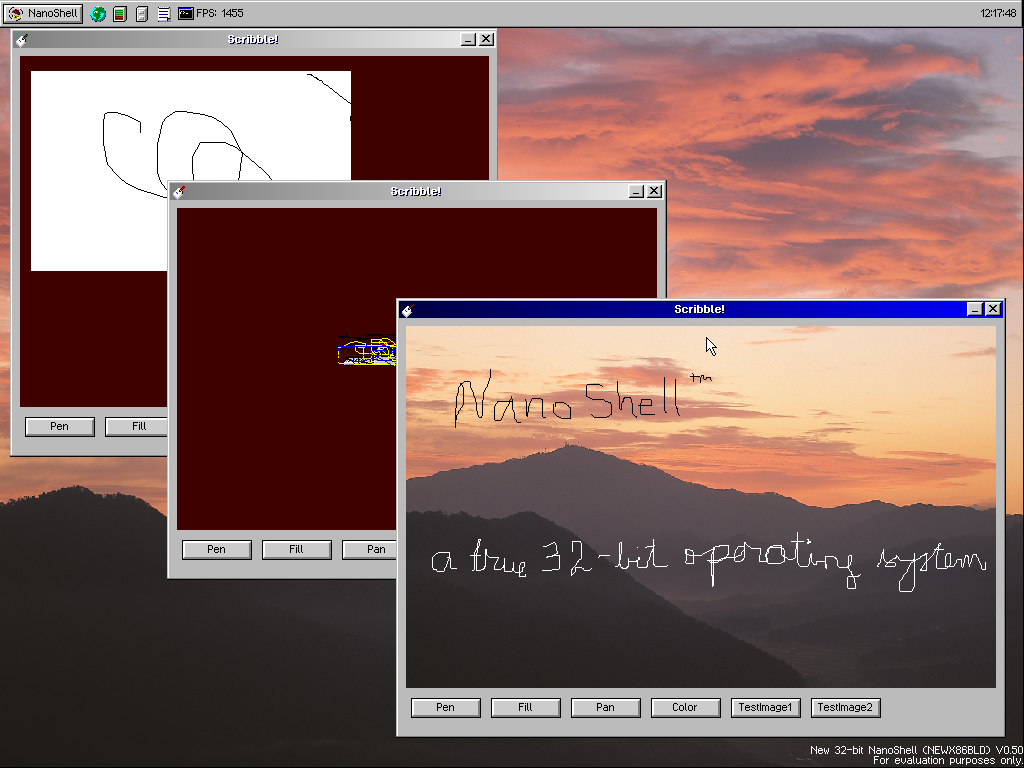 NanoShell FPS: 1455 12:17:48
Scribble!
Pen Fill
Scribble!
Pen Fill Pan
Scribble!
NanoShell™
a true 32-bit operating system
Pen Fill Pan Color TestImage1 TestImage2
New 32-bit NanoShell (NEWX86BLD) V0.50
For evaluation purposes only.